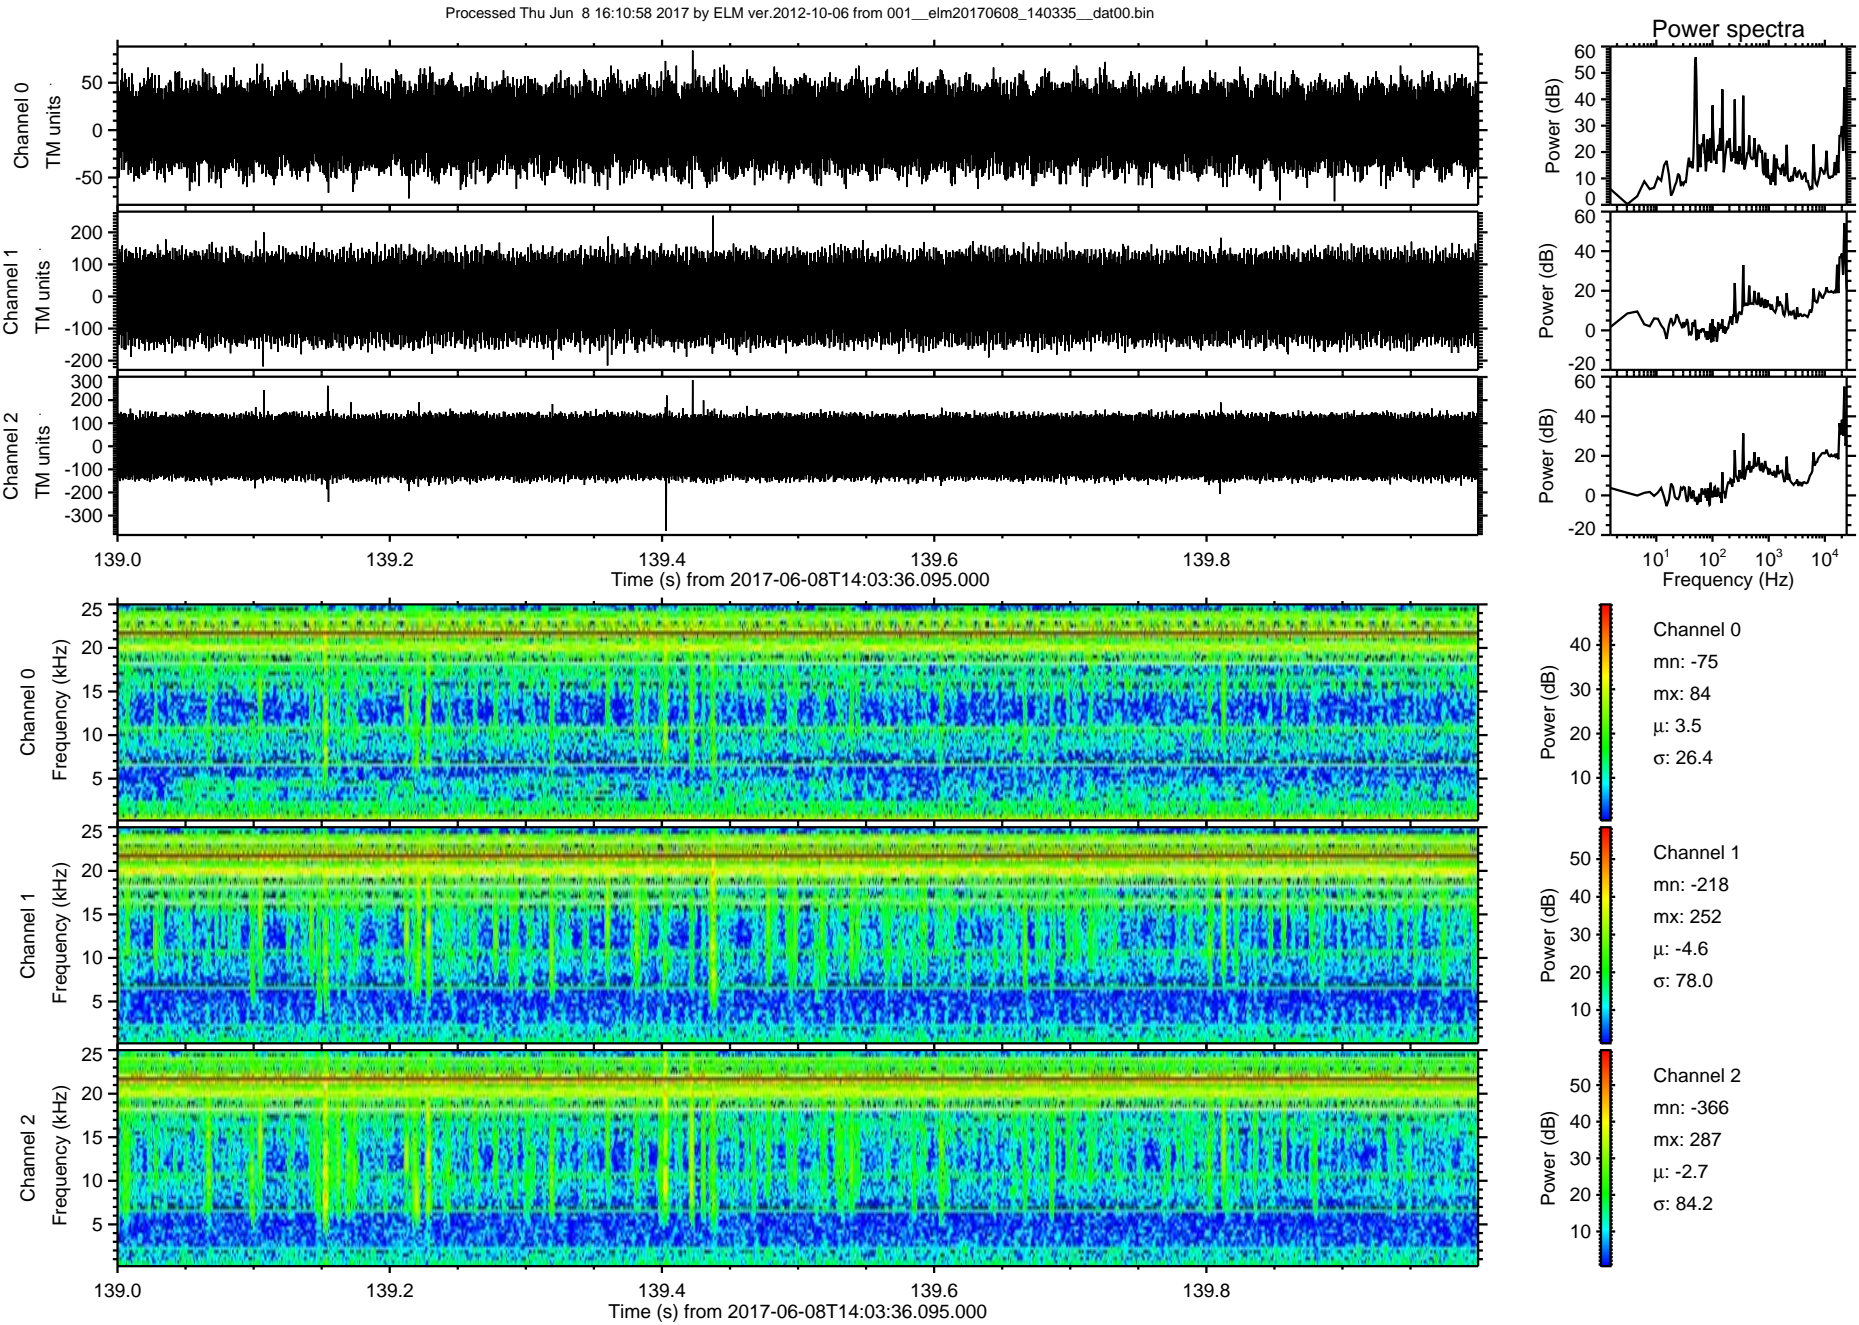 Processed Thu Jun  8 16:10:58 2017 by ELM ver.2012-10-06 from 001__elm20170608_140335__dat00.bin
Power spectra
Channel 0
TM units
50
0
-50
Power (dB)
60
50
40
30
20
10
0
Channel 1
TM units
200
100
0
-100
-200
Power (dB)
60
40
20
0
-20
Channel 2
TM units
300
200
100
0
-100
-200
-300
Power (dB)
60
40
20
0
-20
139.0 139.2 139.4 139.6 139.8
Time (s) from 2017-06-08T14:03:36.095.000
10^1 10^2 10^3 10^4
Frequency (Hz)
Channel 0
Frequency (kHz)
25
20
15
10
5
Power (dB)
40
30
20
10
Channel 0
mn: -75
mx: 84
μ: 3.5
σ: 26.4
Channel 1
Frequency (kHz)
25
20
15
10
5
Power (dB)
50
40
30
20
10
Channel 1
mn: -218
mx: 252
μ: -4.6
σ: 78.0
Channel 2
Frequency (kHz)
25
20
15
10
5
Power (dB)
50
40
30
20
10
Channel 2
mn: -366
mx: 287
μ: -2.7
σ: 84.2
139.0 139.2 139.4 139.6 139.8
Time (s) from 2017-06-08T14:03:36.095.000